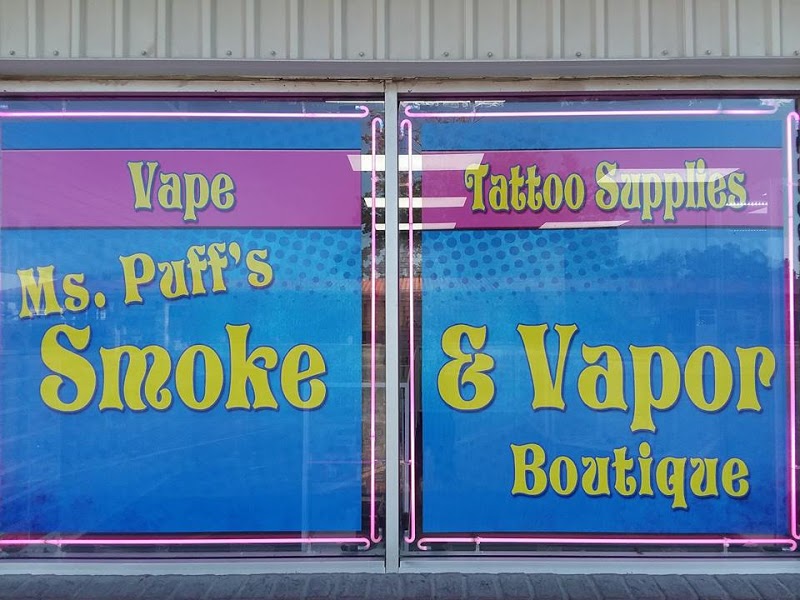 Vape
Tattoo Supplies
Ms. Puff's
Smoke & Vapor
Boutique